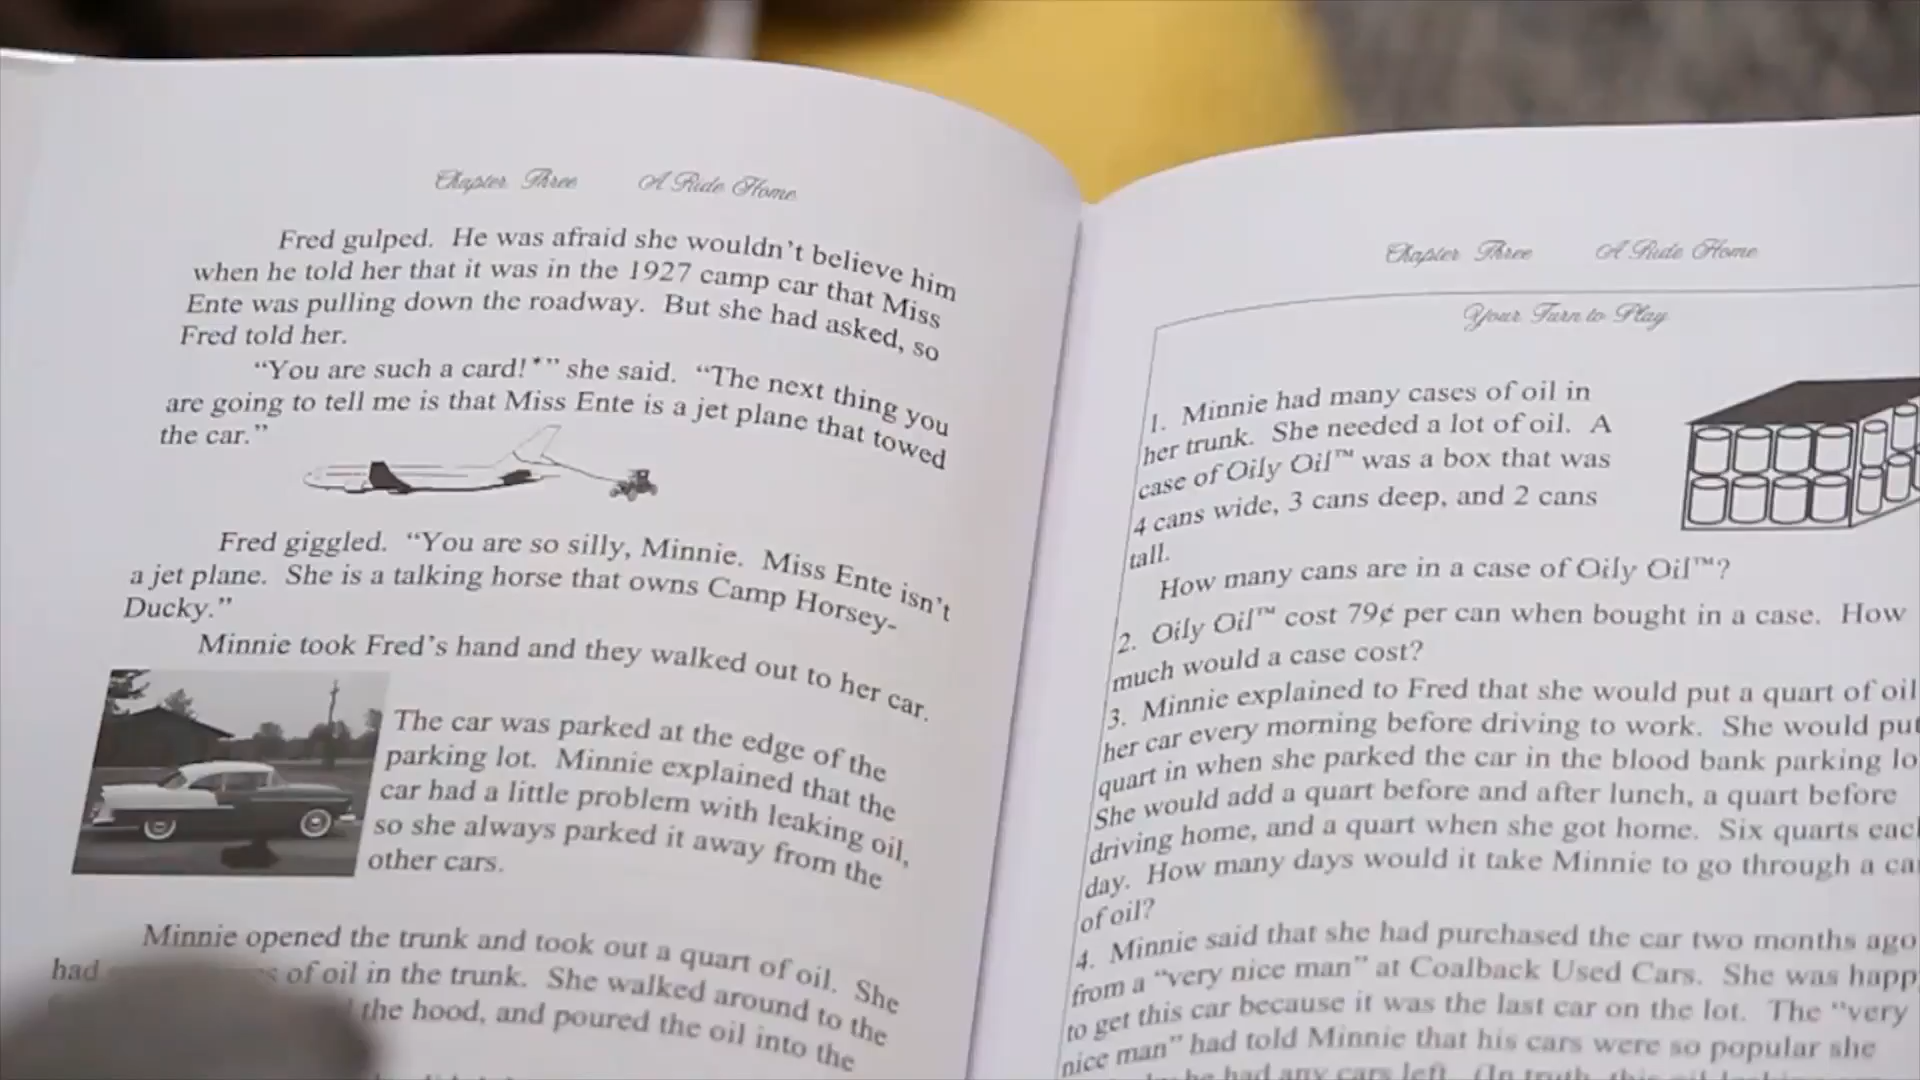 Chapter Three A Ride Home
Fred gulped. He was afraid she wouldn't believe him
when he told her that it was in the 1927 camp car that Miss
Ente was pulling down the roadway. But she had asked, so
Fred told her.
"You are such a card!*" she said. "The next thing you
are going to tell me is that Miss Ente is a jet plane that towed
the car."
Fred giggled. "You are so silly, Minnie. Miss Ente isn't
a jet plane. She is a talking horse that owns Camp Horsey-
Ducky."
Minnie took Fred's hand and they walked out to her car.
The car was parked at the edge of the
parking lot. Minnie explained that the
car had a little problem with leaking oil,
so she always parked it away from the
other cars.
Minnie opened the trunk and took out a quart of oil. She
had of oil in the trunk. She walked around to the
the hood, and poured the oil into the
Chapter Three A Ride Home
Your Turn to Play
1. Minnie had many cases of oil in
her trunk. She needed a lot of oil. A
case of Oily Oil™ was a box that was
4 cans wide, 3 cans deep, and 2 cans
tall.
How many cans are in a case of Oily Oil™?
2. Oily Oil™ cost 79¢ per can when bought in a case. How
much would a case cost?
3. Minnie explained to Fred that she would put a quart of oil
her car every morning before driving to work. She would put
quart in when she parked the car in the blood bank parking lo
She would add a quart before and after lunch, a quart before
driving home, and a quart when she got home. Six quarts eac
day. How many days would it take Minnie to go through a ca
of oil?
4. Minnie said that she had purchased the car two months ago
from a "very nice man" at Coalback Used Cars. She was happ
to get this car because it was the last car on the lot. The "very
nice man" had told Minnie that his cars were so popular she
he had any cars left. (In truth, this